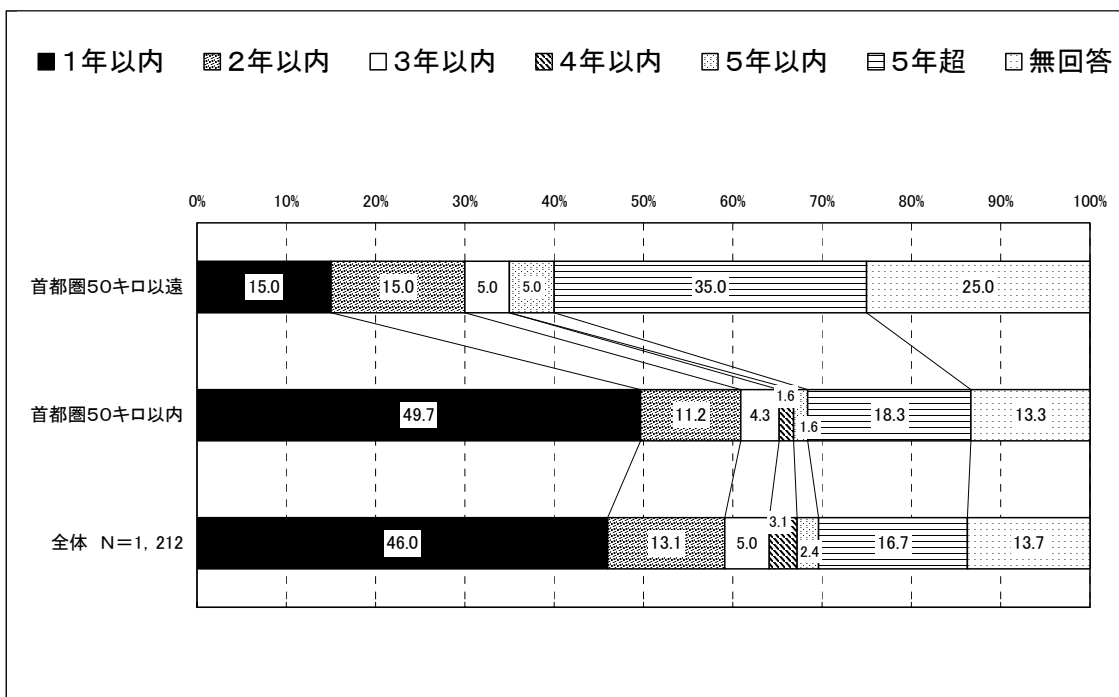 ■1年以内 ▨2年以内 □3年以内 ▧4年以内 ▨5年以内 ▤5年超 □無回答
0% 10% 20% 30% 40% 50% 60% 70% 80% 90% 100%
首都圏50キロ以遠 15.0 15.0 5.0 5.0 35.0 25.0
首都圏50キロ以内 49.7 11.2 4.3 1.6 1.6 18.3 13.3
全体 N=1,212 46.0 13.1 5.0 3.1 2.4 16.7 13.7